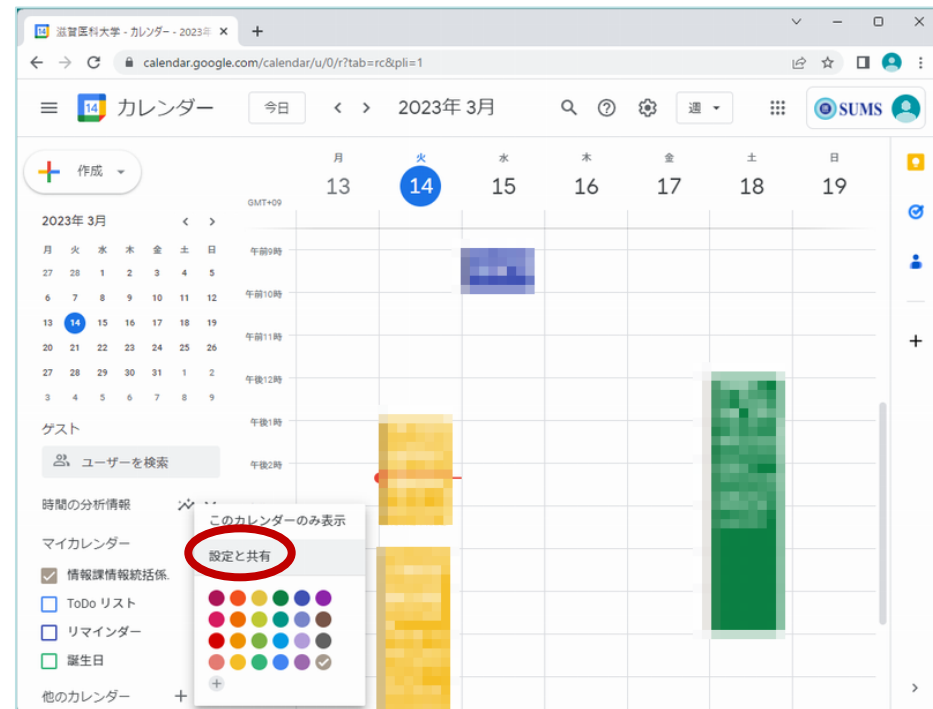 滋賀医科大学 - カレンダー - 2023年
calendar.google.com/calendar/u/0/r?tab=rc&pli=1
14 カレンダー 今日 2023年 3月 週 SUMS
作成
月 火 水 木 金 土 日
13 14 15 16 17 18 19
GMT+09
2023年 3月
月 火 水 木 金 土 日
27 28 1 2 3 4 5
6 7 8 9 10 11 12
13 14 15 16 17 18 19
20 21 22 23 24 25 26
27 28 29 30 31 1 2
3 4 5 6 7 8 9
午前9時
午前10時
午前11時
午後12時
午後1時
午後2時
ゲスト
ユーザーを検索
時間の分析情報
マイカレンダー
情報課情報統括係.
ToDo リスト
リマインダー
誕生日
他のカレンダー
このカレンダーのみ表示
設定と共有